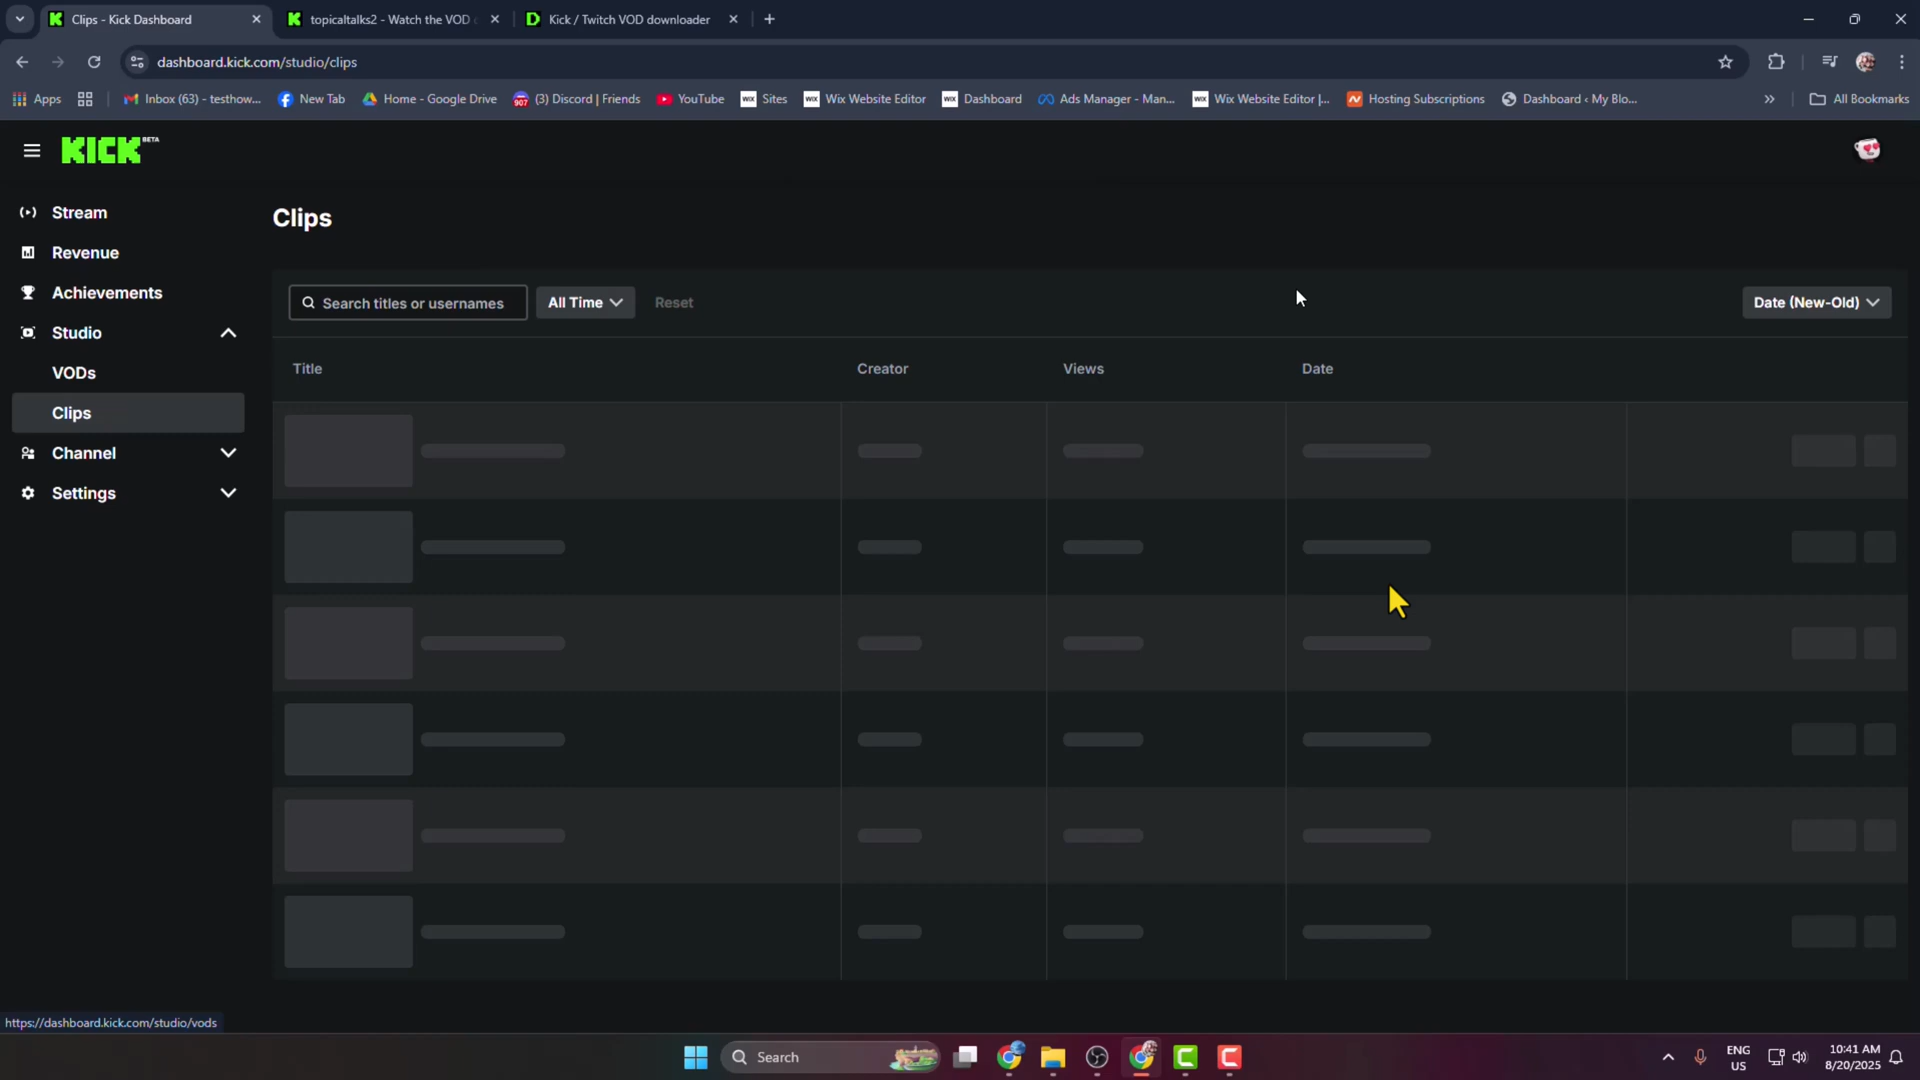 Clips - Kick Dashboard
topicaltalks2 - Watch the VOD
Kick / Twitch VOD downloader
dashboard.kick.com/studio/clips
Apps
Inbox (63) - testhow...
New Tab
Home - Google Drive
(3) Discord | Friends
YouTube
WIX Sites
WIX Wix Website Editor
WIX Dashboard
Ads Manager - Man...
WIX Wix Website Editor |...
Hosting Subscriptions
Dashboard ‹ My Blo...
All Bookmarks
KICK BETA
Stream
Revenue
Achievements
Studio
VODs
Clips
Channel
Settings
Clips
Search titles or usernames
All Time
Reset
Date (New-Old)
Title
Creator
Views
Date
https://dashboard.kick.com/studio/vods
Search
ENG
US
10:41 AM
8/20/2025